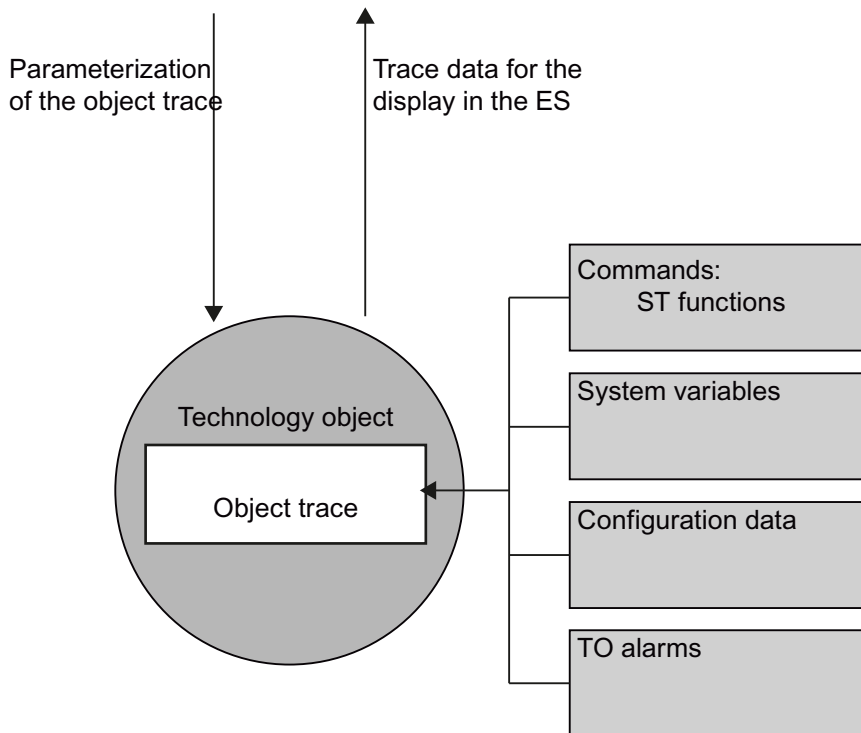 Parameterization
of the object trace
Trace data for the
display in the ES
Commands:
ST functions
System variables
Technology object
Object trace
Configuration data
TO alarms